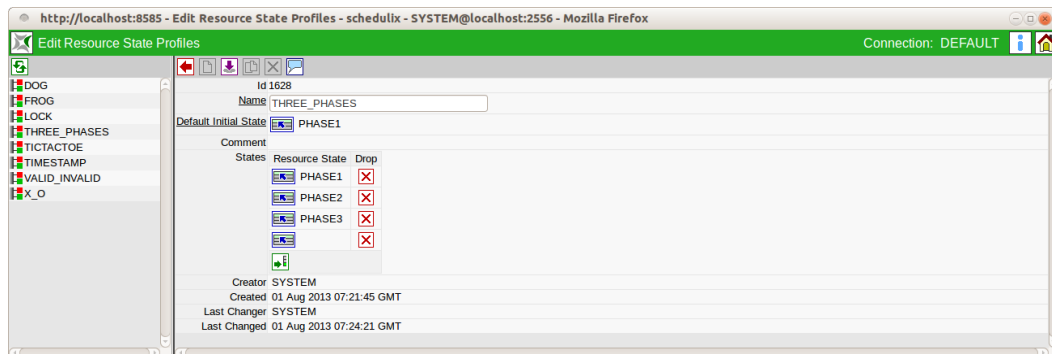 http://localhost:8585 - Edit Resource State Profiles - schedulix - SYSTEM@localhost:2556 - Mozilla Firefox
Edit Resource State Profiles
Connection: DEFAULT
DOG
FROG
LOCK
THREE_PHASES
TICTACTOE
TIMESTAMP
VALID_INVALID
X_O
Id 1628
Name THREE_PHASES
Default Initial State PHASE1
Comment
States Resource State Drop
PHASE1
PHASE2
PHASE3
Creator SYSTEM
Created 01 Aug 2013 07:21:45 GMT
Last Changer SYSTEM
Last Changed 01 Aug 2013 07:24:21 GMT